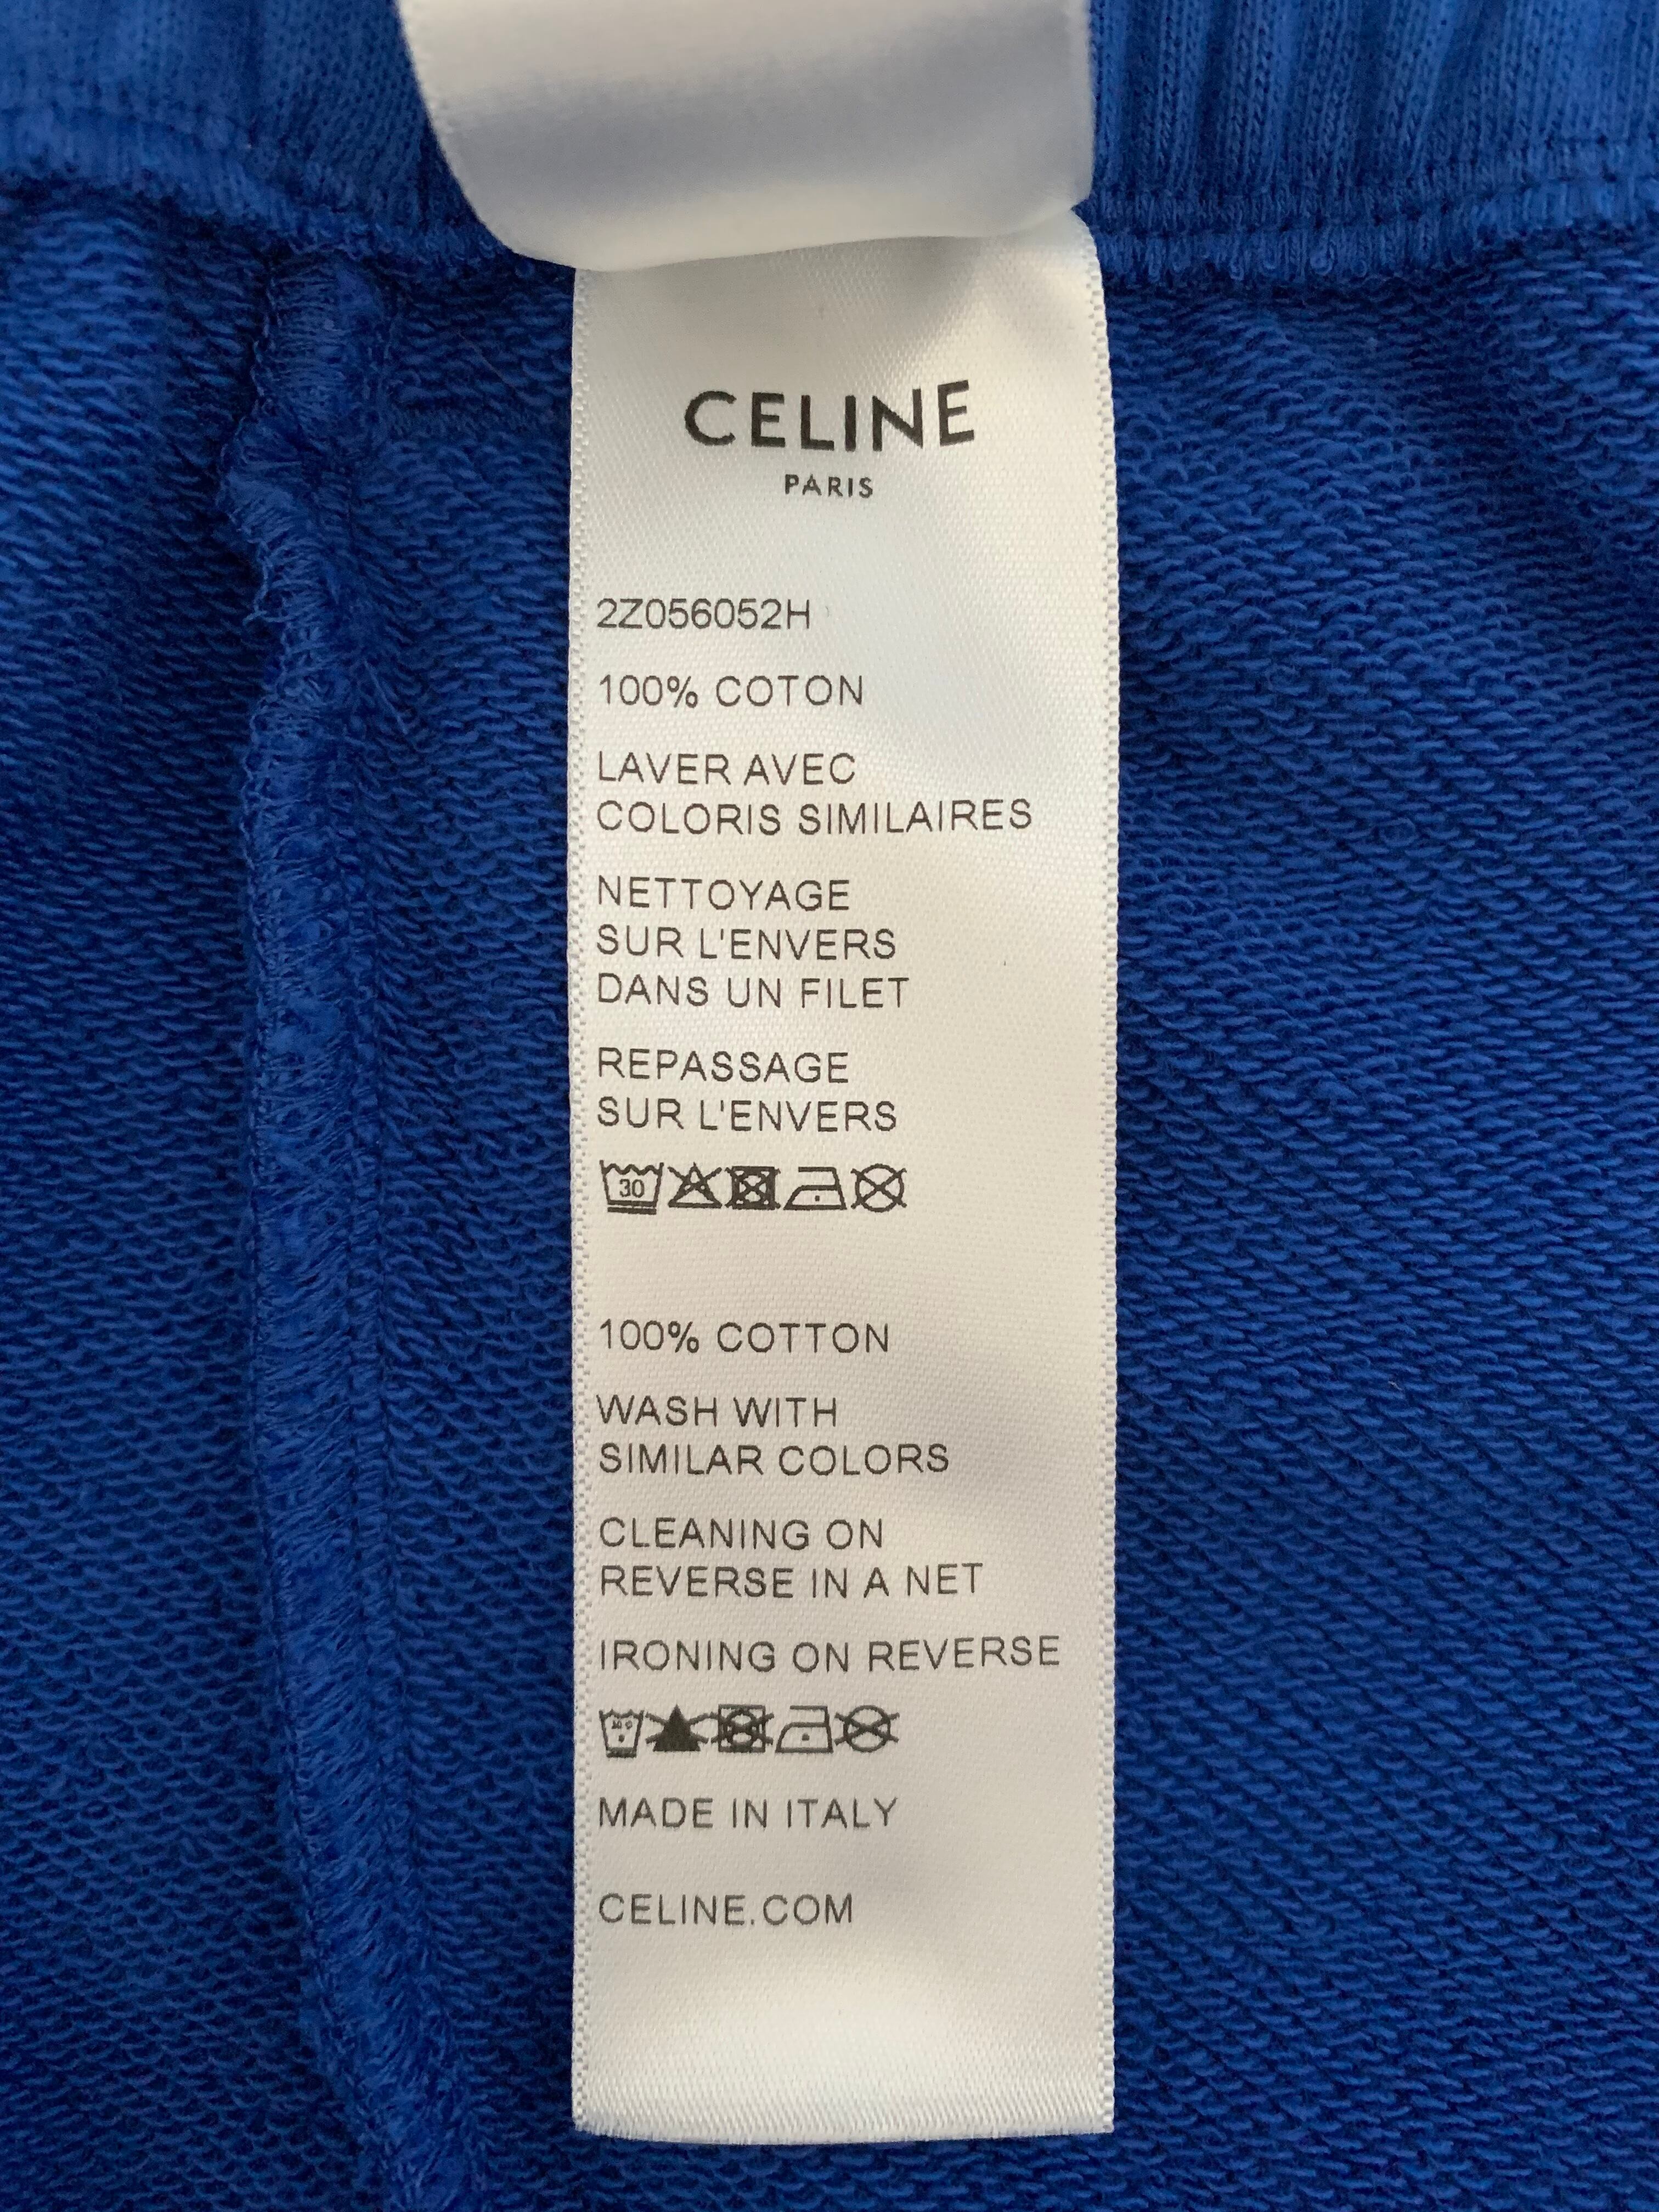 CELINE
PARIS
2Z056052H
100% COTON
LAVER AVEC
COLORIS SIMILAIRES
NETTOYAGE
SUR L'ENVERS
DANS UN FILET
REPASSAGE
SUR L'ENVERS
30
100% COTTON
WASH WITH
SIMILAR COLORS
CLEANING ON
REVERSE IN A NET
IRONING ON REVERSE
MADE IN ITALY
CELINE.COM